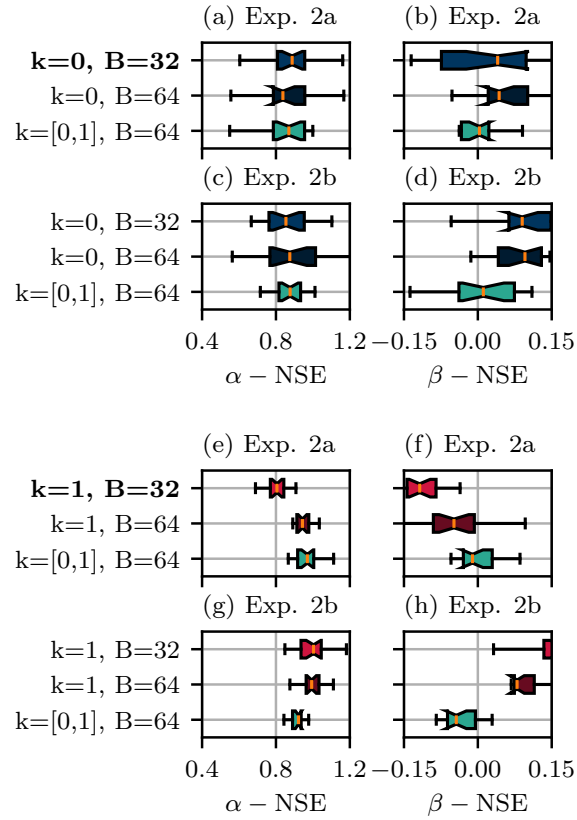 (a) Exp. 2a (b) Exp. 2a
k=0, B=32
k=0, B=64
k=[0,1], B=64
(c) Exp. 2b (d) Exp. 2b
k=0, B=32
k=0, B=64
k=[0,1], B=64
0.4 0.8 1.2 −0.15 0.00 0.15
α − NSE β − NSE
(e) Exp. 2a (f) Exp. 2a
k=1, B=32
k=1, B=64
k=[0,1], B=64
(g) Exp. 2b (h) Exp. 2b
k=1, B=32
k=1, B=64
k=[0,1], B=64
0.4 0.8 1.2 −0.15 0.00 0.15
α − NSE β − NSE